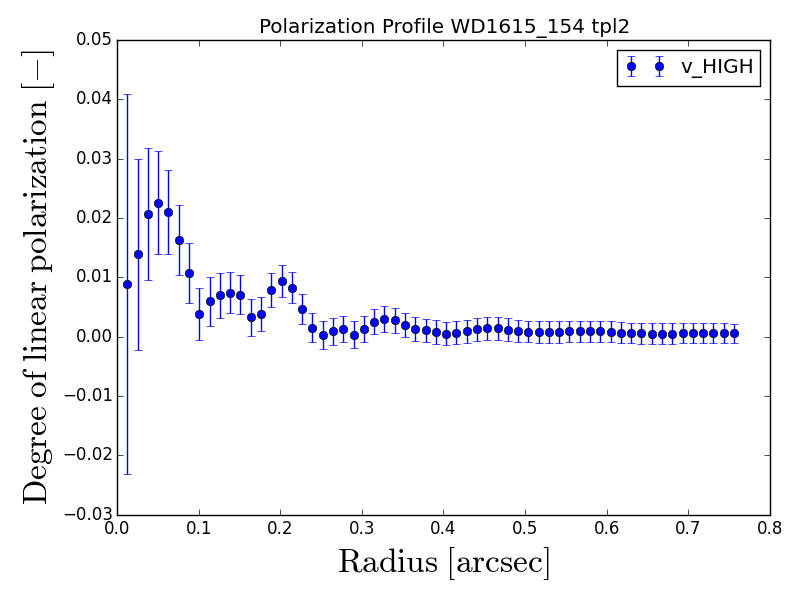 Polarization Profile WD1615_154 tpl2
v_HIGH
Degree of linear polarization [−]
0.05
0.04
0.03
0.02
0.01
0.00
−0.01
−0.02
−0.03
0.0 0.1 0.2 0.3 0.4 0.5 0.6 0.7 0.8
Radius [arcsec]